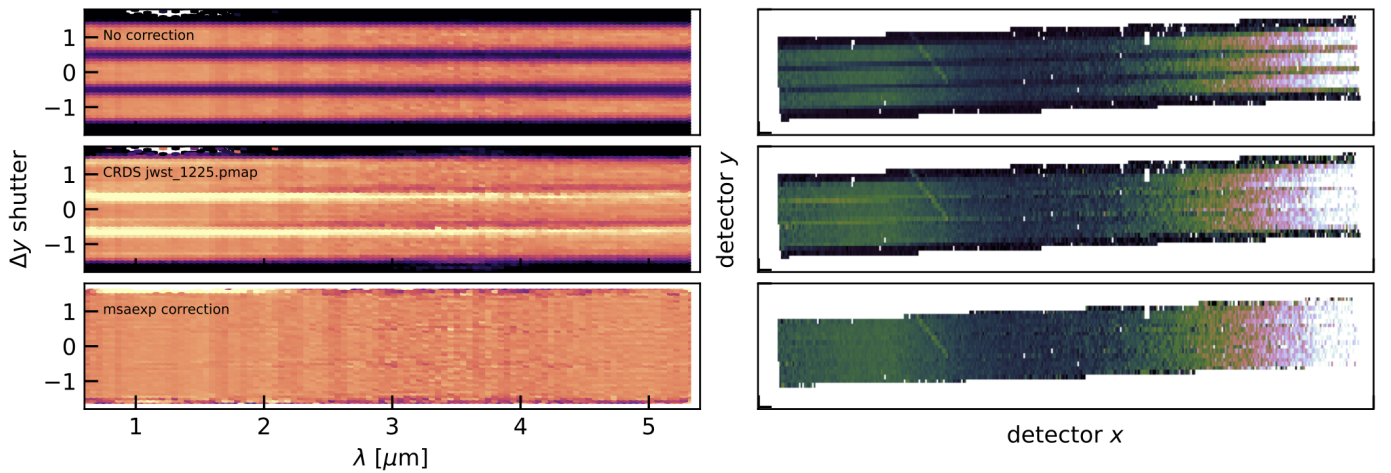 No correction
1
0
−1
CRDS jwst_1225.pmap
1
0
−1
msaexp correction
1
0
−1
Δy shutter
1 2 3 4 5
λ [μm]
detector y
detector x